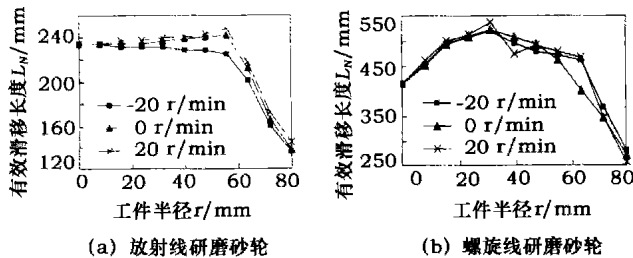 有效滑移长度L_N/mm
240
200
160
140
120
-20 r/min
0 r/min
20 r/min
0 20 40 60 80
工件半径r/mm
(a) 放射线研磨砂轮
有效滑移长度L_N/mm
550
450
350
250
-20 r/min
0 r/min
20 r/min
0 20 40 60 80
工件半径r/mm
(b) 螺旋线研磨砂轮